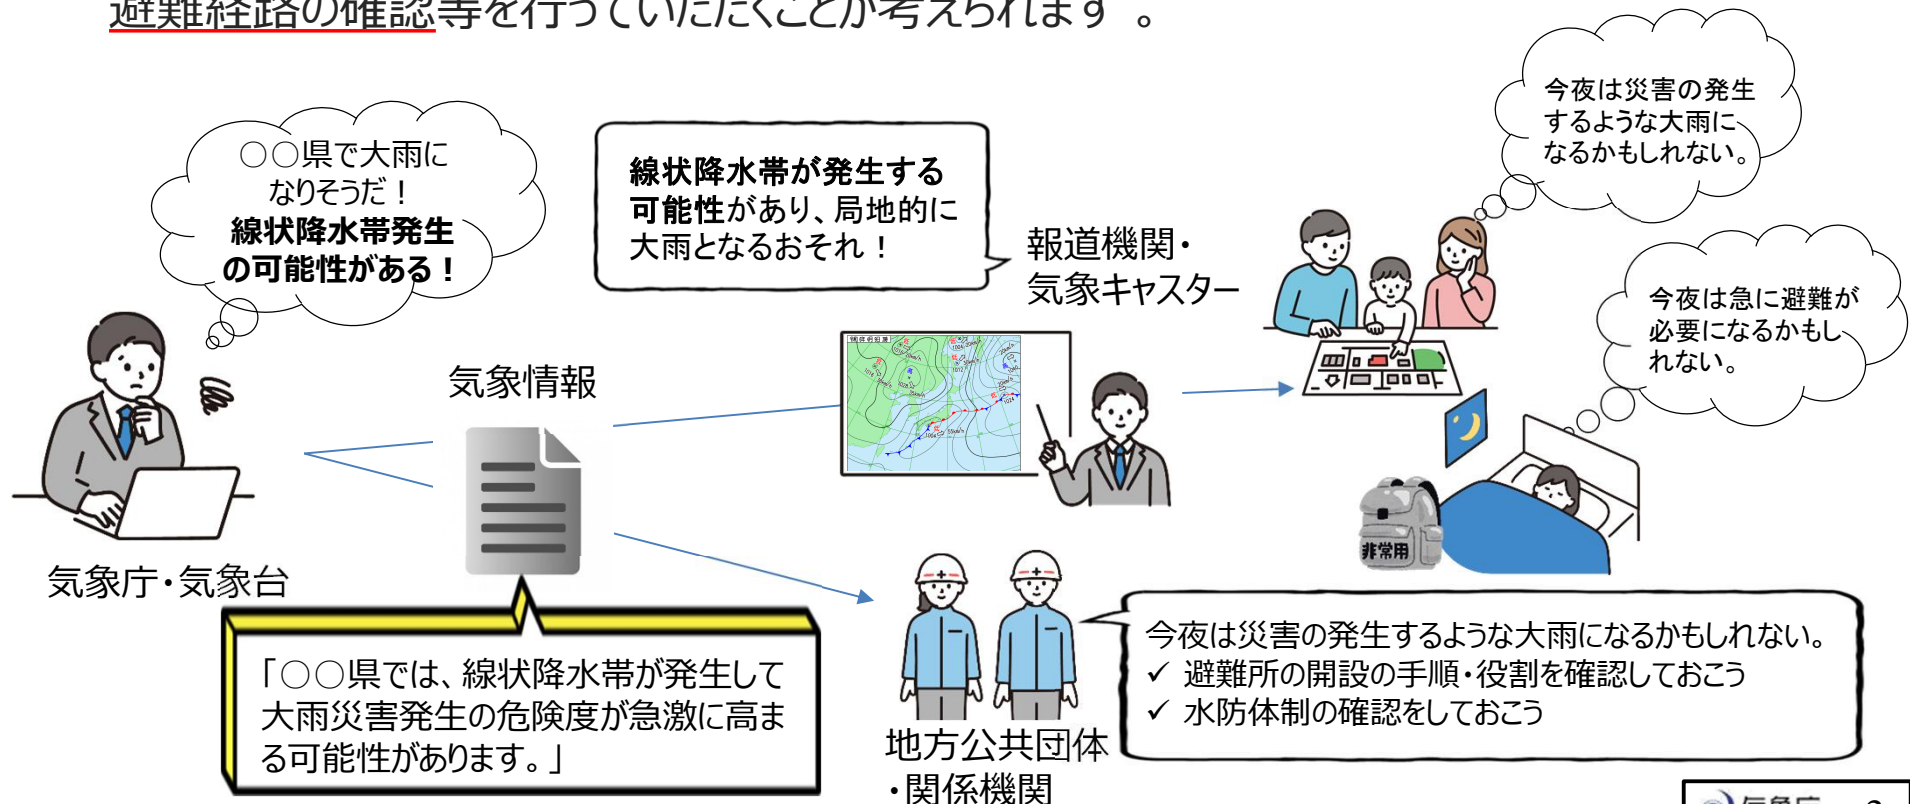 避難経路の確認等を行っていただくことが考えられます 。
今夜は災害の発生
するような大雨に
なるかもしれない。
○○県で大雨に
なりそうだ！
線状降水帯発生
の可能性がある！
線状降水帯が発生する
可能性があり、局地的に
大雨となるおそれ！
報道機関・
気象キャスター
今夜は急に避難が
必要になるかもし
れない。
気象情報
非常用
気象庁・気象台
「○○県では、線状降水帯が発生して
大雨災害発生の危険度が急激に高ま
る可能性があります。」
今夜は災害の発生するような大雨になるかもしれない。
✓ 避難所の開設の手順・役割を確認しておこう
✓ 水防体制の確認をしておこう
地方公共団体
・関係機関
気象庁